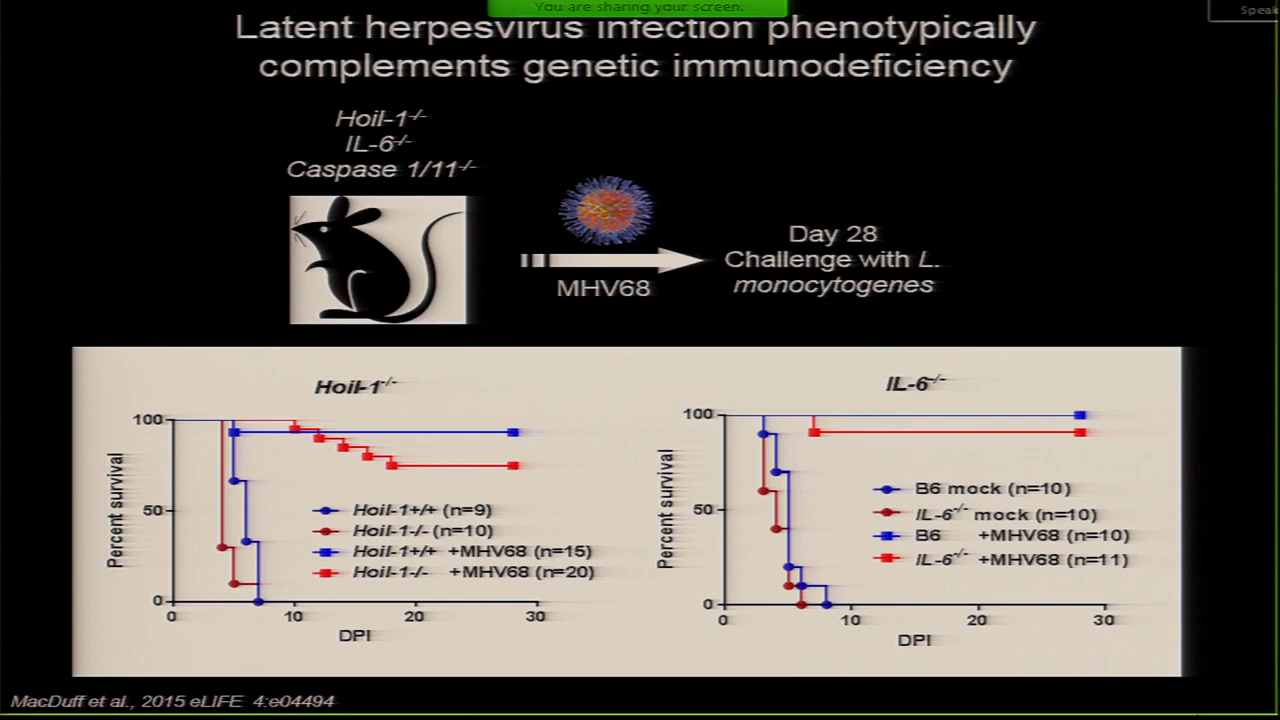 You are sharing your screen.
Speak
Latent herpesvirus infection phenotypically
complements genetic immunodeficiency
Hoil-1-/-
IL-6-/-
Caspase 1/11-/-
MHV68
Day 28
Challenge with L.
monocytogenes
Hoil-1-/-
Percent survival
100
50
0
0 10 20 30
DPI
Hoil-1+/+ (n=9)
Hoil-1-/- (n=10)
Hoil-1+/+ +MHV68 (n=15)
Hoil-1-/- +MHV68 (n=20)
IL-6-/-
Percent survival
100
50
0
0 10 20 30
DPI
B6 mock (n=10)
IL-6-/- mock (n=10)
B6 +MHV68 (n=10)
IL-6-/- +MHV68 (n=11)
MacDuff et al., 2015 eLIFE 4:e04494